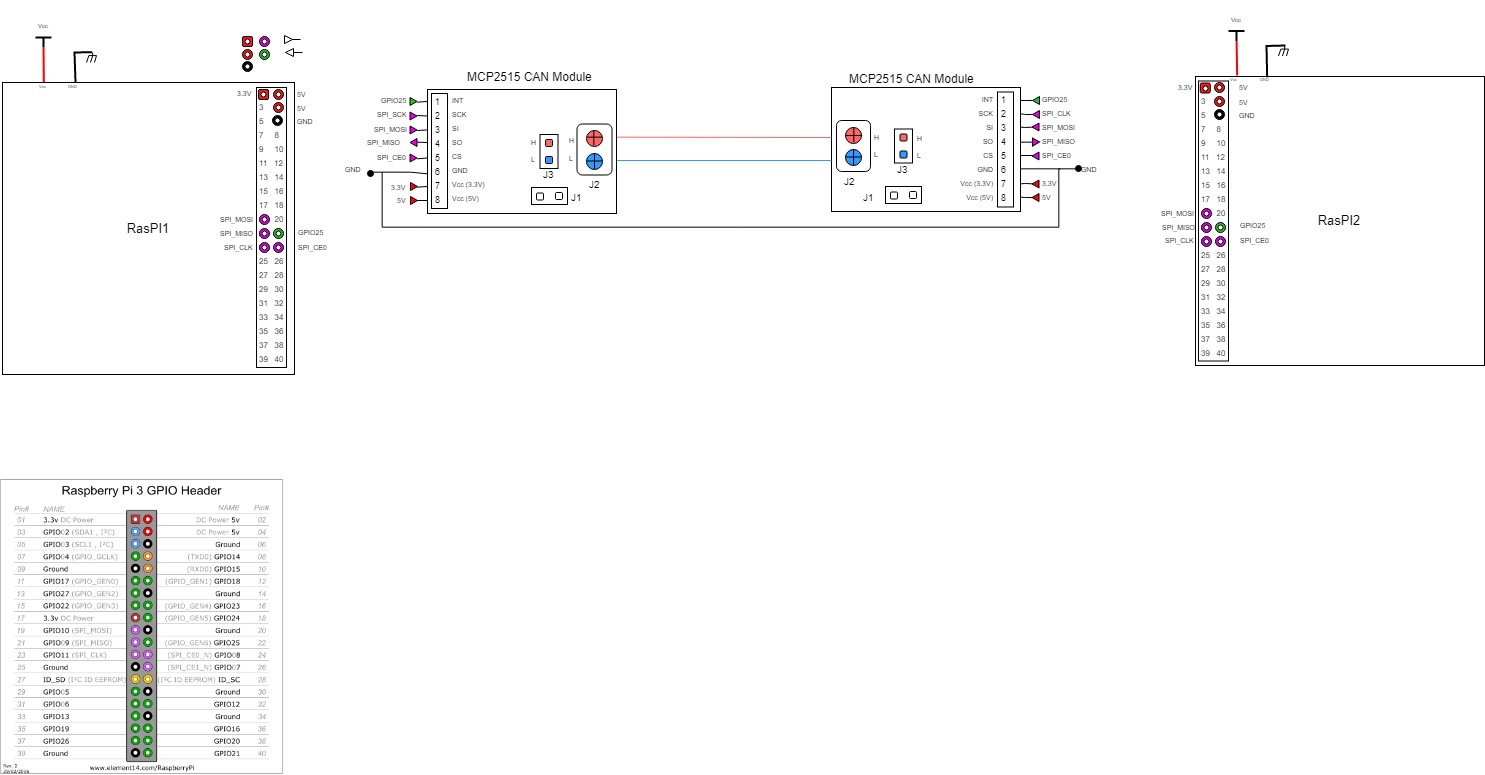 Vcc
Vcc
GND
3.3V
5V
3
5V
5
GND
7 8
9 10
11 12
13 14
15 16
17 18
SPI_MOSI
20
SPI_MISO
GPIO25
SPI_CLK
SPI_CE0
25 26
27 28
29 30
31 32
33 34
35 36
37 38
39 40
RasPI1
MCP2515 CAN Module
GPIO25
1 INT
SPI_SCK
2 SCK
SPI_MOSI
3 SI
SPI_MISO
4 SO
SPI_CE0
5 CS
GND
6 GND
3.3V
7 Vcc (3.3V)
5V
8 Vcc (5V)
H
L
J3
H
L
J2
J1
MCP2515 CAN Module
INT 1
GPIO25
SCK 2
SPI_CLK
SI 3
SPI_MOSI
SO 4
SPI_MISO
CS 5
SPI_CE0
GND 6
GND
Vcc (3.3V) 7
3.3V
Vcc (5V) 8
5V
H
L
J2
H
L
J3
J1
Vcc
Vcc
GND
3.3V
5V
3
5V
5
GND
7 8
9 10
11 12
13 14
15 16
17 18
SPI_MOSI
20
SPI_MISO
GPIO25
SPI_CLK
SPI_CE0
25 26
27 28
29 30
31 32
33 34
35 36
37 38
39 40
RasPI2
Raspberry Pi 3 GPIO Header
Pin# NAME NAME Pin#
01 3.3v DC Power DC Power 5v 02
03 GPIO02 (SDA1 , I²C) DC Power 5v 04
05 GPIO03 (SCL1 , I²C) Ground 06
07 GPIO04 (GPIO_GCLK) (TXD0) GPIO14 08
09 Ground (RXD0) GPIO15 10
11 GPIO17 (GPIO_GEN0) (GPIO_GEN1) GPIO18 12
13 GPIO27 (GPIO_GEN2) Ground 14
15 GPIO22 (GPIO_GEN3) (GPIO_GEN4) GPIO23 16
17 3.3v DC Power (GPIO_GEN5) GPIO24 18
19 GPIO10 (SPI_MOSI) Ground 20
21 GPIO09 (SPI_MISO) (GPIO_GEN6) GPIO25 22
23 GPIO11 (SPI_CLK) (SPI_CE0_N) GPIO08 24
25 Ground (SPI_CE1_N) GPIO07 26
27 ID_SD (I²C ID EEPROM) (I²C ID EEPROM) ID_SC 28
29 GPIO05 Ground 30
31 GPIO06 GPIO12 32
33 GPIO13 Ground 34
35 GPIO19 GPIO16 36
37 GPIO26 GPIO20 38
39 Ground GPIO21 40
Rev. 2
29/02/2016
www.element14.com/RaspberryPi